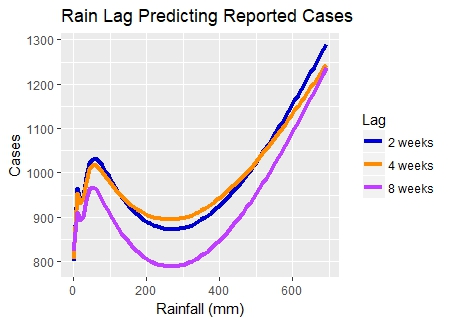 Rain Lag Predicting Reported Cases
1300
1200
1100
1000
900
800
Cases
0 200 400 600
Rainfall (mm)
Lag
2 weeks
4 weeks
8 weeks